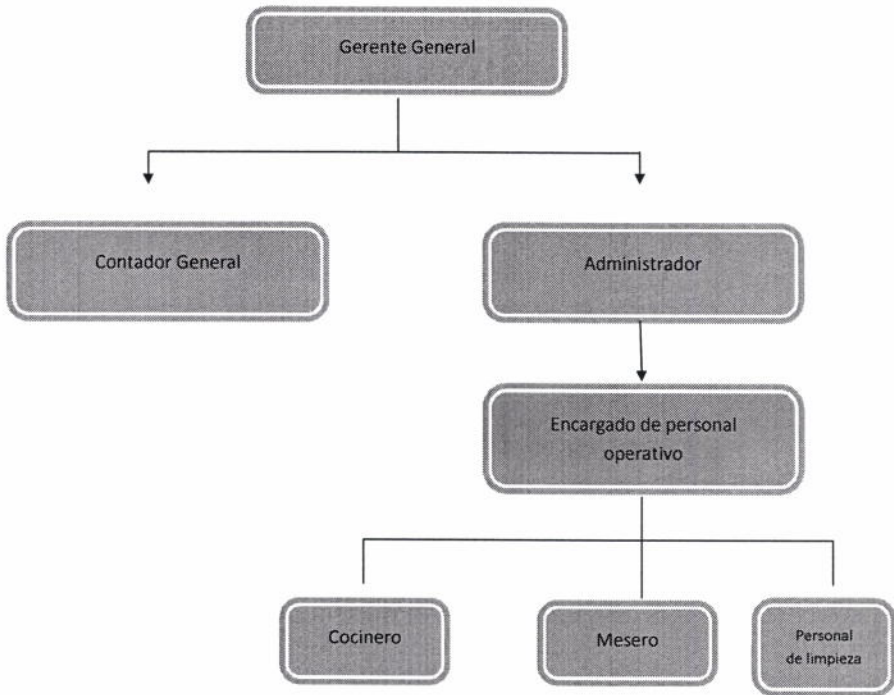 Gerente General
Contador General
Administrador
Encargado de personal
operativo
Cocinero
Mesero
Personal
de limpieza